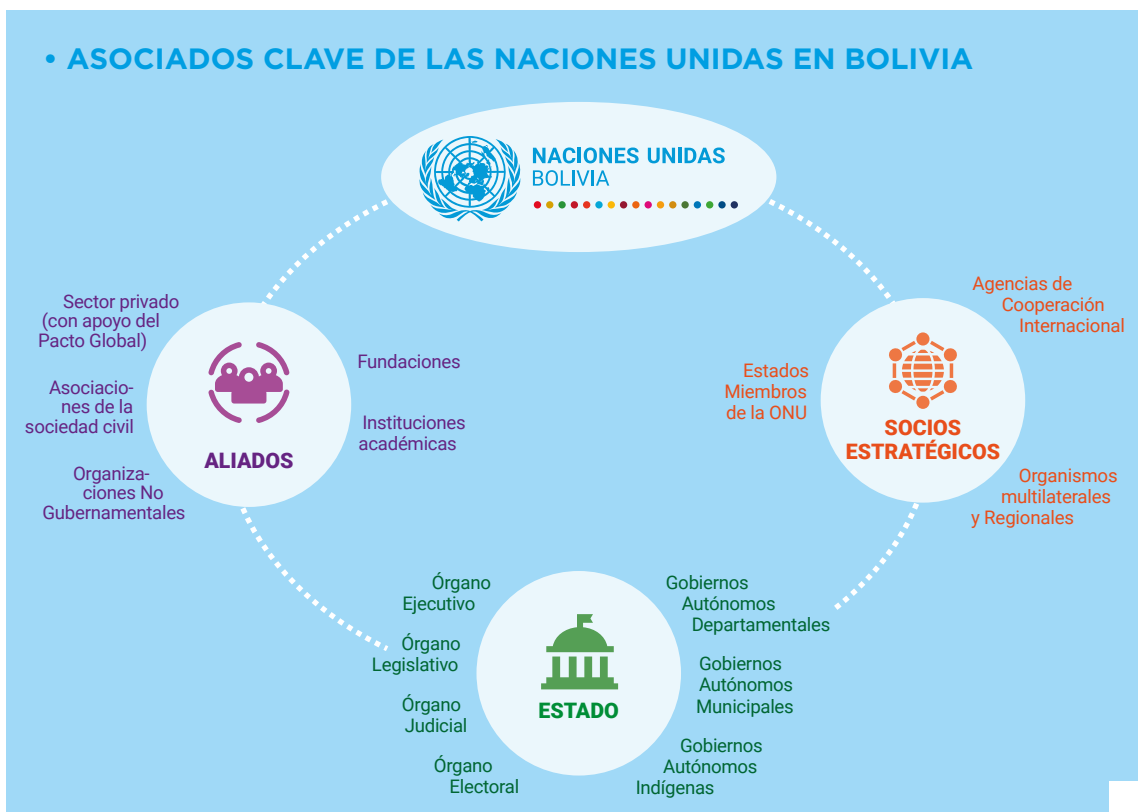 • ASOCIADOS CLAVE DE LAS NACIONES UNIDAS EN BOLIVIA
NACIONES UNIDAS
BOLIVIA
Sector privado
(con apoyo del
Pacto Global)
Asociacio-
nes de la
sociedad civil
Organiza-
ciones No
Gubernamentales
ALIADOS
Fundaciones
Instituciones
académicas
Agencias de
Cooperación
Internacional
Estados
Miembros
de la ONU
SOCIOS
ESTRATÉGICOS
Organismos
multilaterales
y Regionales
Órgano
Ejecutivo
Órgano
Legislativo
Órgano
Judicial
Órgano
Electoral
ESTADO
Gobiernos
Autónomos
Departamentales
Gobiernos
Autónomos
Municipales
Gobiernos
Autónomos
Indígenas